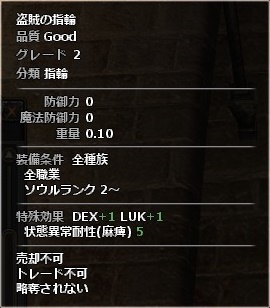 盗賊の指輪
品質 Good
グレード 2
分類 指輪
防御力 0
魔法防御力 0
重量 0.10
装備条件 全種族
全職業
ソウルランク 2～
特殊効果 DEX+1 LUK+1
状態異常耐性(麻痺) 5
売却不可
トレード不可
略奪されない